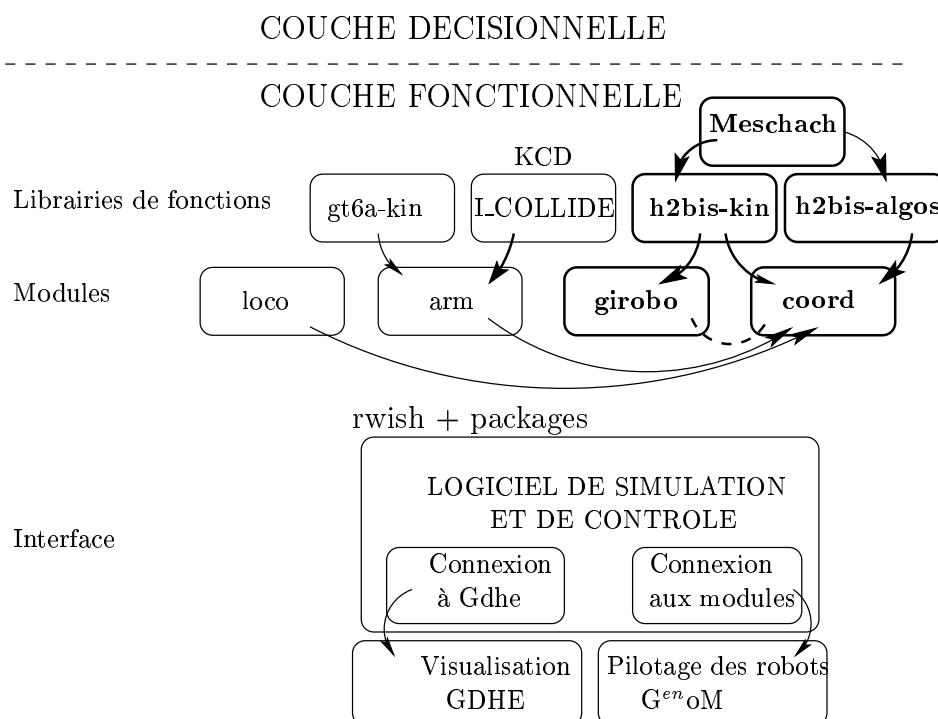 COUCHE DECISIONNELLE
COUCHE FONCTIONNELLE
Meschach
KCD
Librairies de fonctions
gt6a-kin
I_COLLIDE
h2bis-kin
h2bis-algos
Modules
loco
arm
girobo
coord
rwish + packages
LOGICIEL DE SIMULATION
ET DE CONTROLE
Interface
Connexion
à Gdhe
Connexion
aux modules
Visualisation
GDHE
Pilotage des robots
GenoM